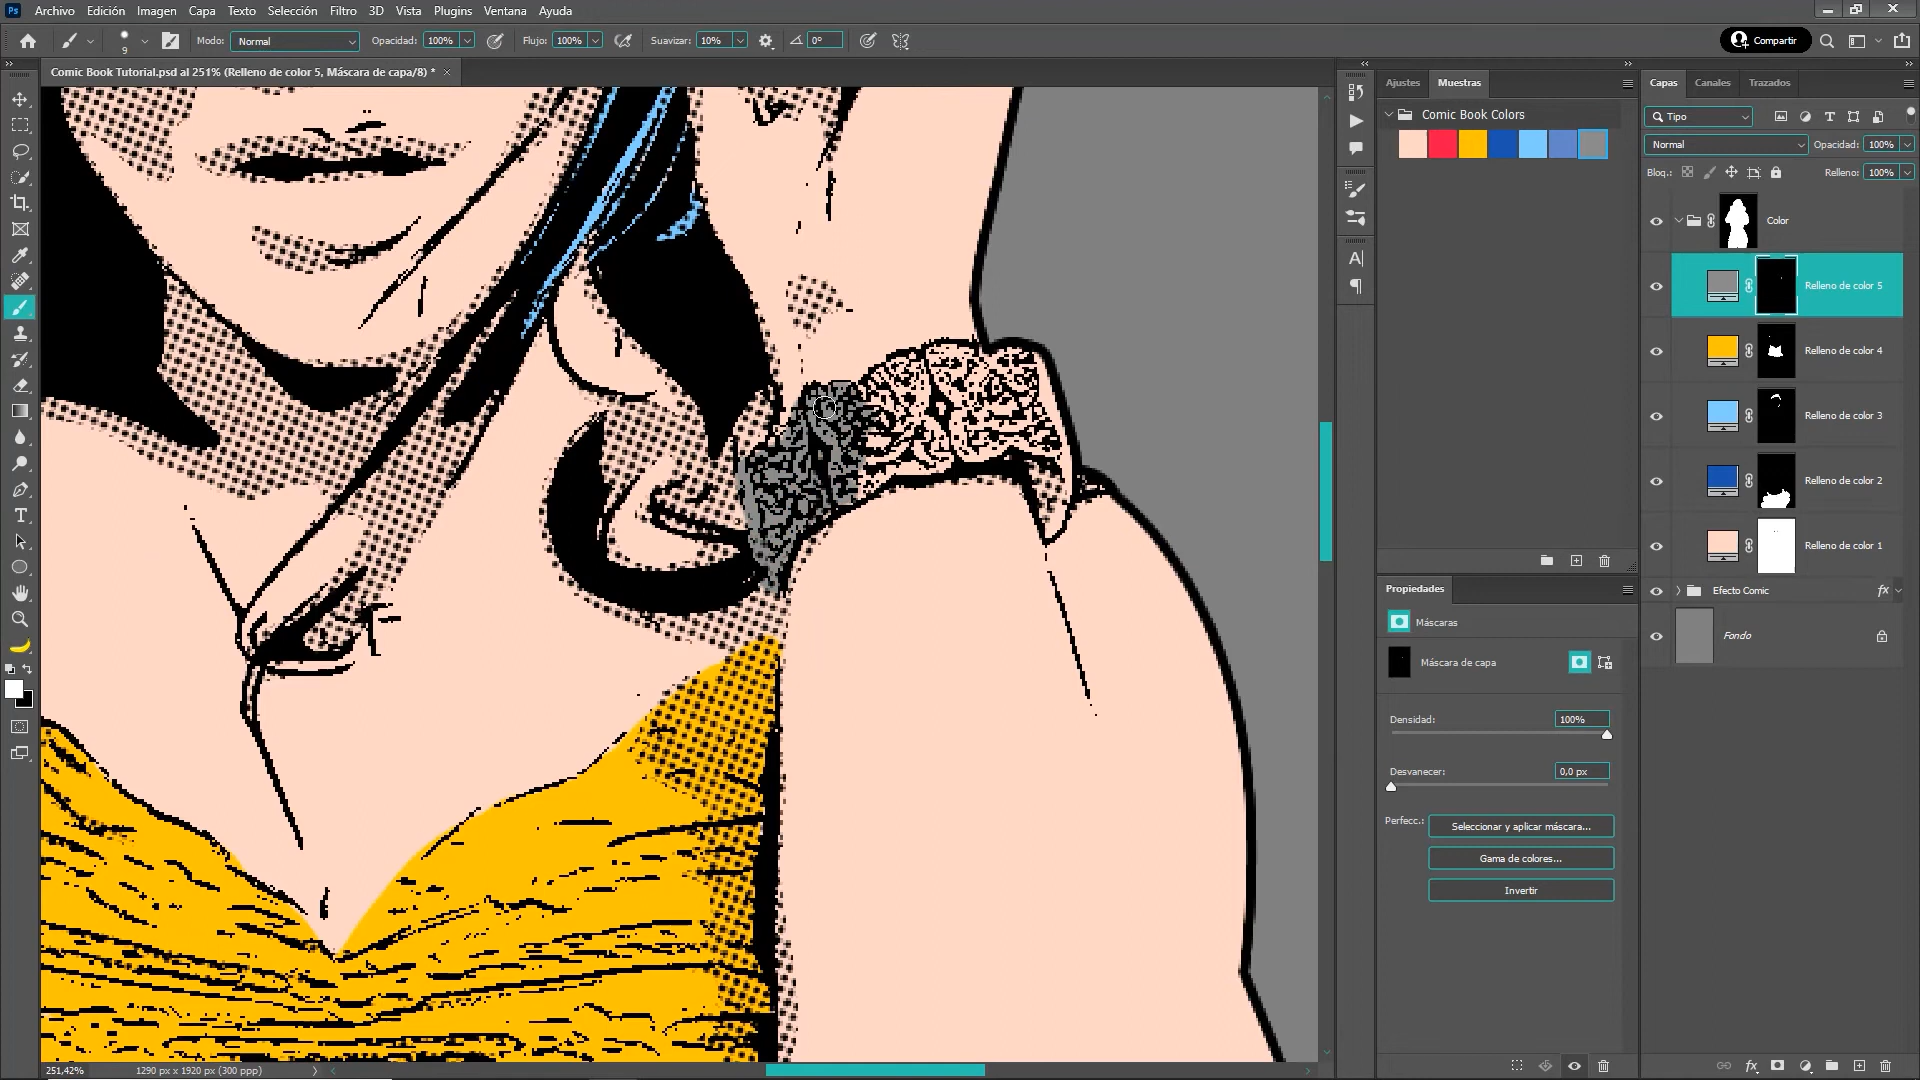 Ps Archivo Edición Imagen Capa Texto Selección Filtro 3D Vista Plugins Ventana Ayuda
9 Modo: Normal Opacidad: 100% Flujo: 100% Suavizar: 10% 0° Compartir
Comic Book Tutorial.psd al 251% (Relleno de color 5, Máscara de capa/8) * ×
Ajustes Muestras
Comic Book Colors
Capas Canales Trazados
Tipo
Normal Opacidad: 100%
Bloq.: Relleno: 100%
Color
Relleno de color 5
Relleno de color 4
Relleno de color 3
Relleno de color 2
Relleno de color 1
Efecto Comic fx
Fondo
Propiedades
Máscaras
Máscara de capa
Densidad: 100%
Desvanecer: 0,0 px
Perfecc.: Seleccionar y aplicar máscara...
Gama de colores...
Invertir
251,42% 1290 px x 1920 px (300 ppp)